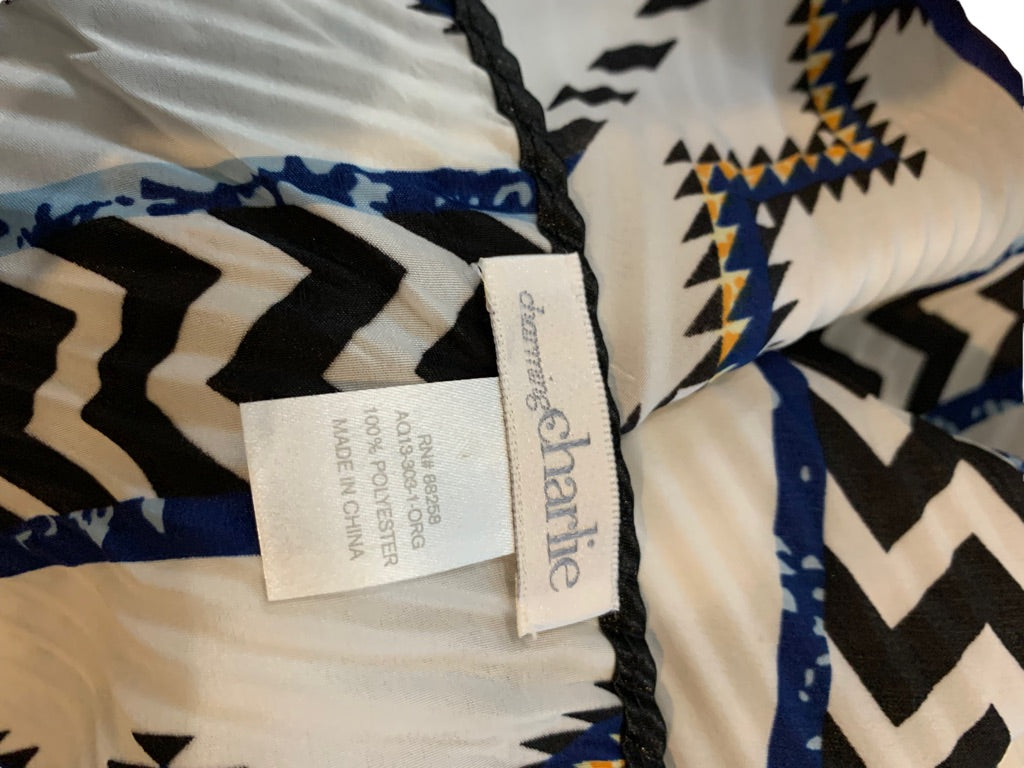 charming charlie
RN# 88258
AQ13-303-1-ORG
100% POLYESTER
MADE IN CHINA